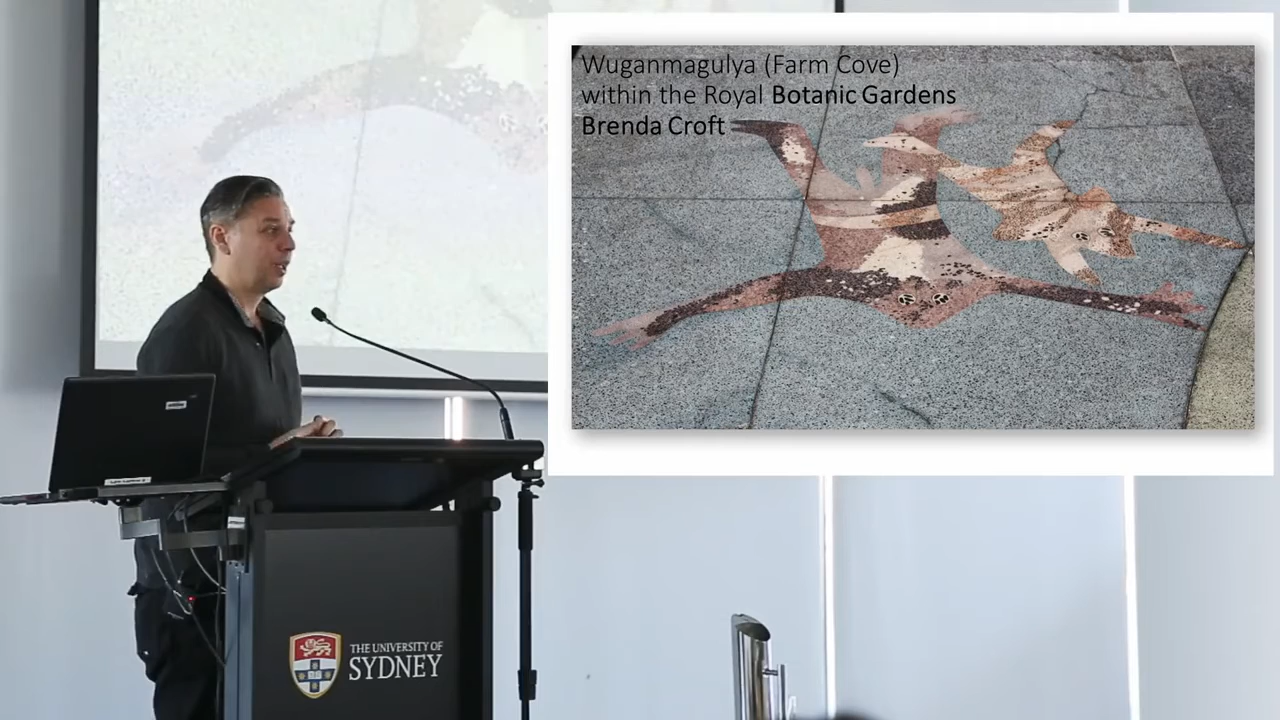 Wuganmagulya (Farm Cove)
within the Royal Botanic Gardens
Brenda Croft
THE UNIVERSITY OF
SYDNEY